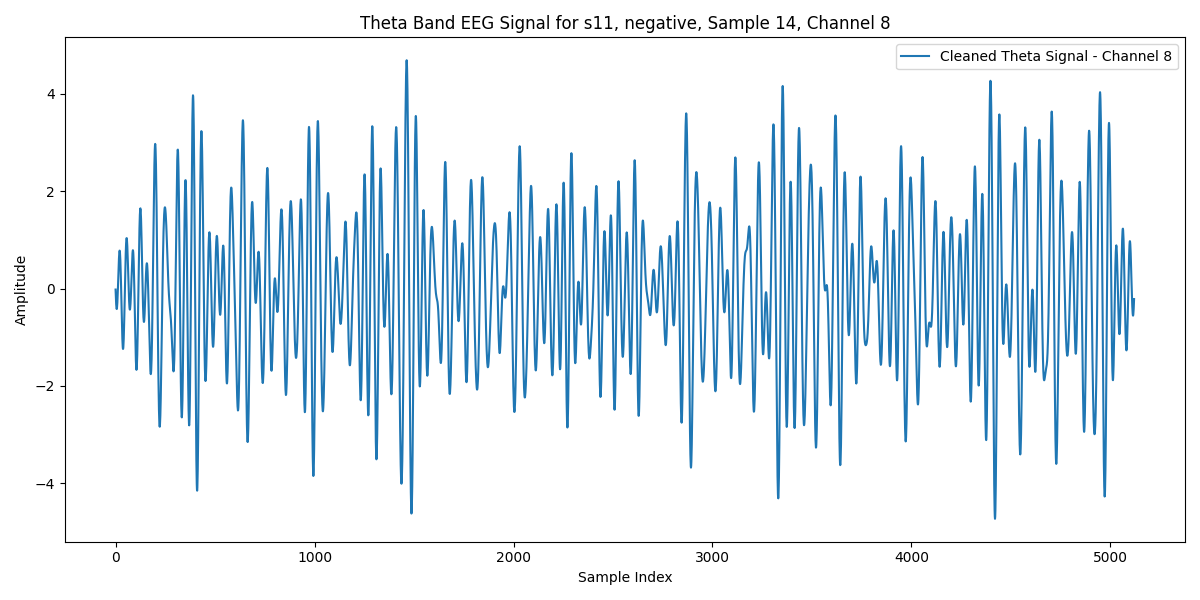 Theta Band EEG Signal for s11, negative, Sample 14, Channel 8
Cleaned Theta Signal - Channel 8
Amplitude
4
2
0
−2
−4
0 1000 2000 3000 4000 5000
Sample Index